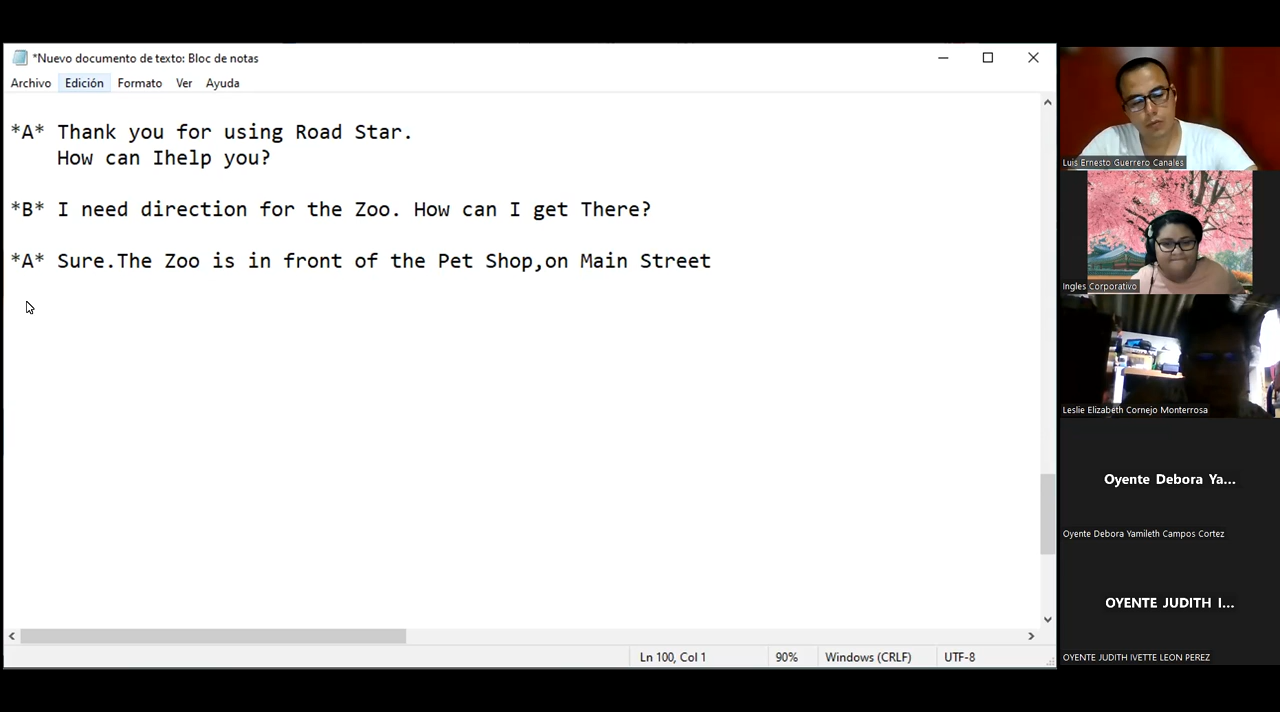 *Nuevo documento de texto: Bloc de notas
Archivo Edición Formato Ver Ayuda
*A* Thank you for using Road Star.
How can Ihelp you?
*B* I need direction for the Zoo. How can I get There?
*A* Sure.The Zoo is in front of the Pet Shop,on Main Street
Ln 100, Col 1 90% Windows (CRLF) UTF-8
Luis Ernesto Guerrero Canales
Ingles Corporativo
Leslie Elizabeth Cornejo Monterrosa
Oyente Debora Ya...
Oyente Debora Yamileth Campos Cortez
OYENTE JUDITH I...
OYENTE JUDITH IVETTE LEON PEREZ